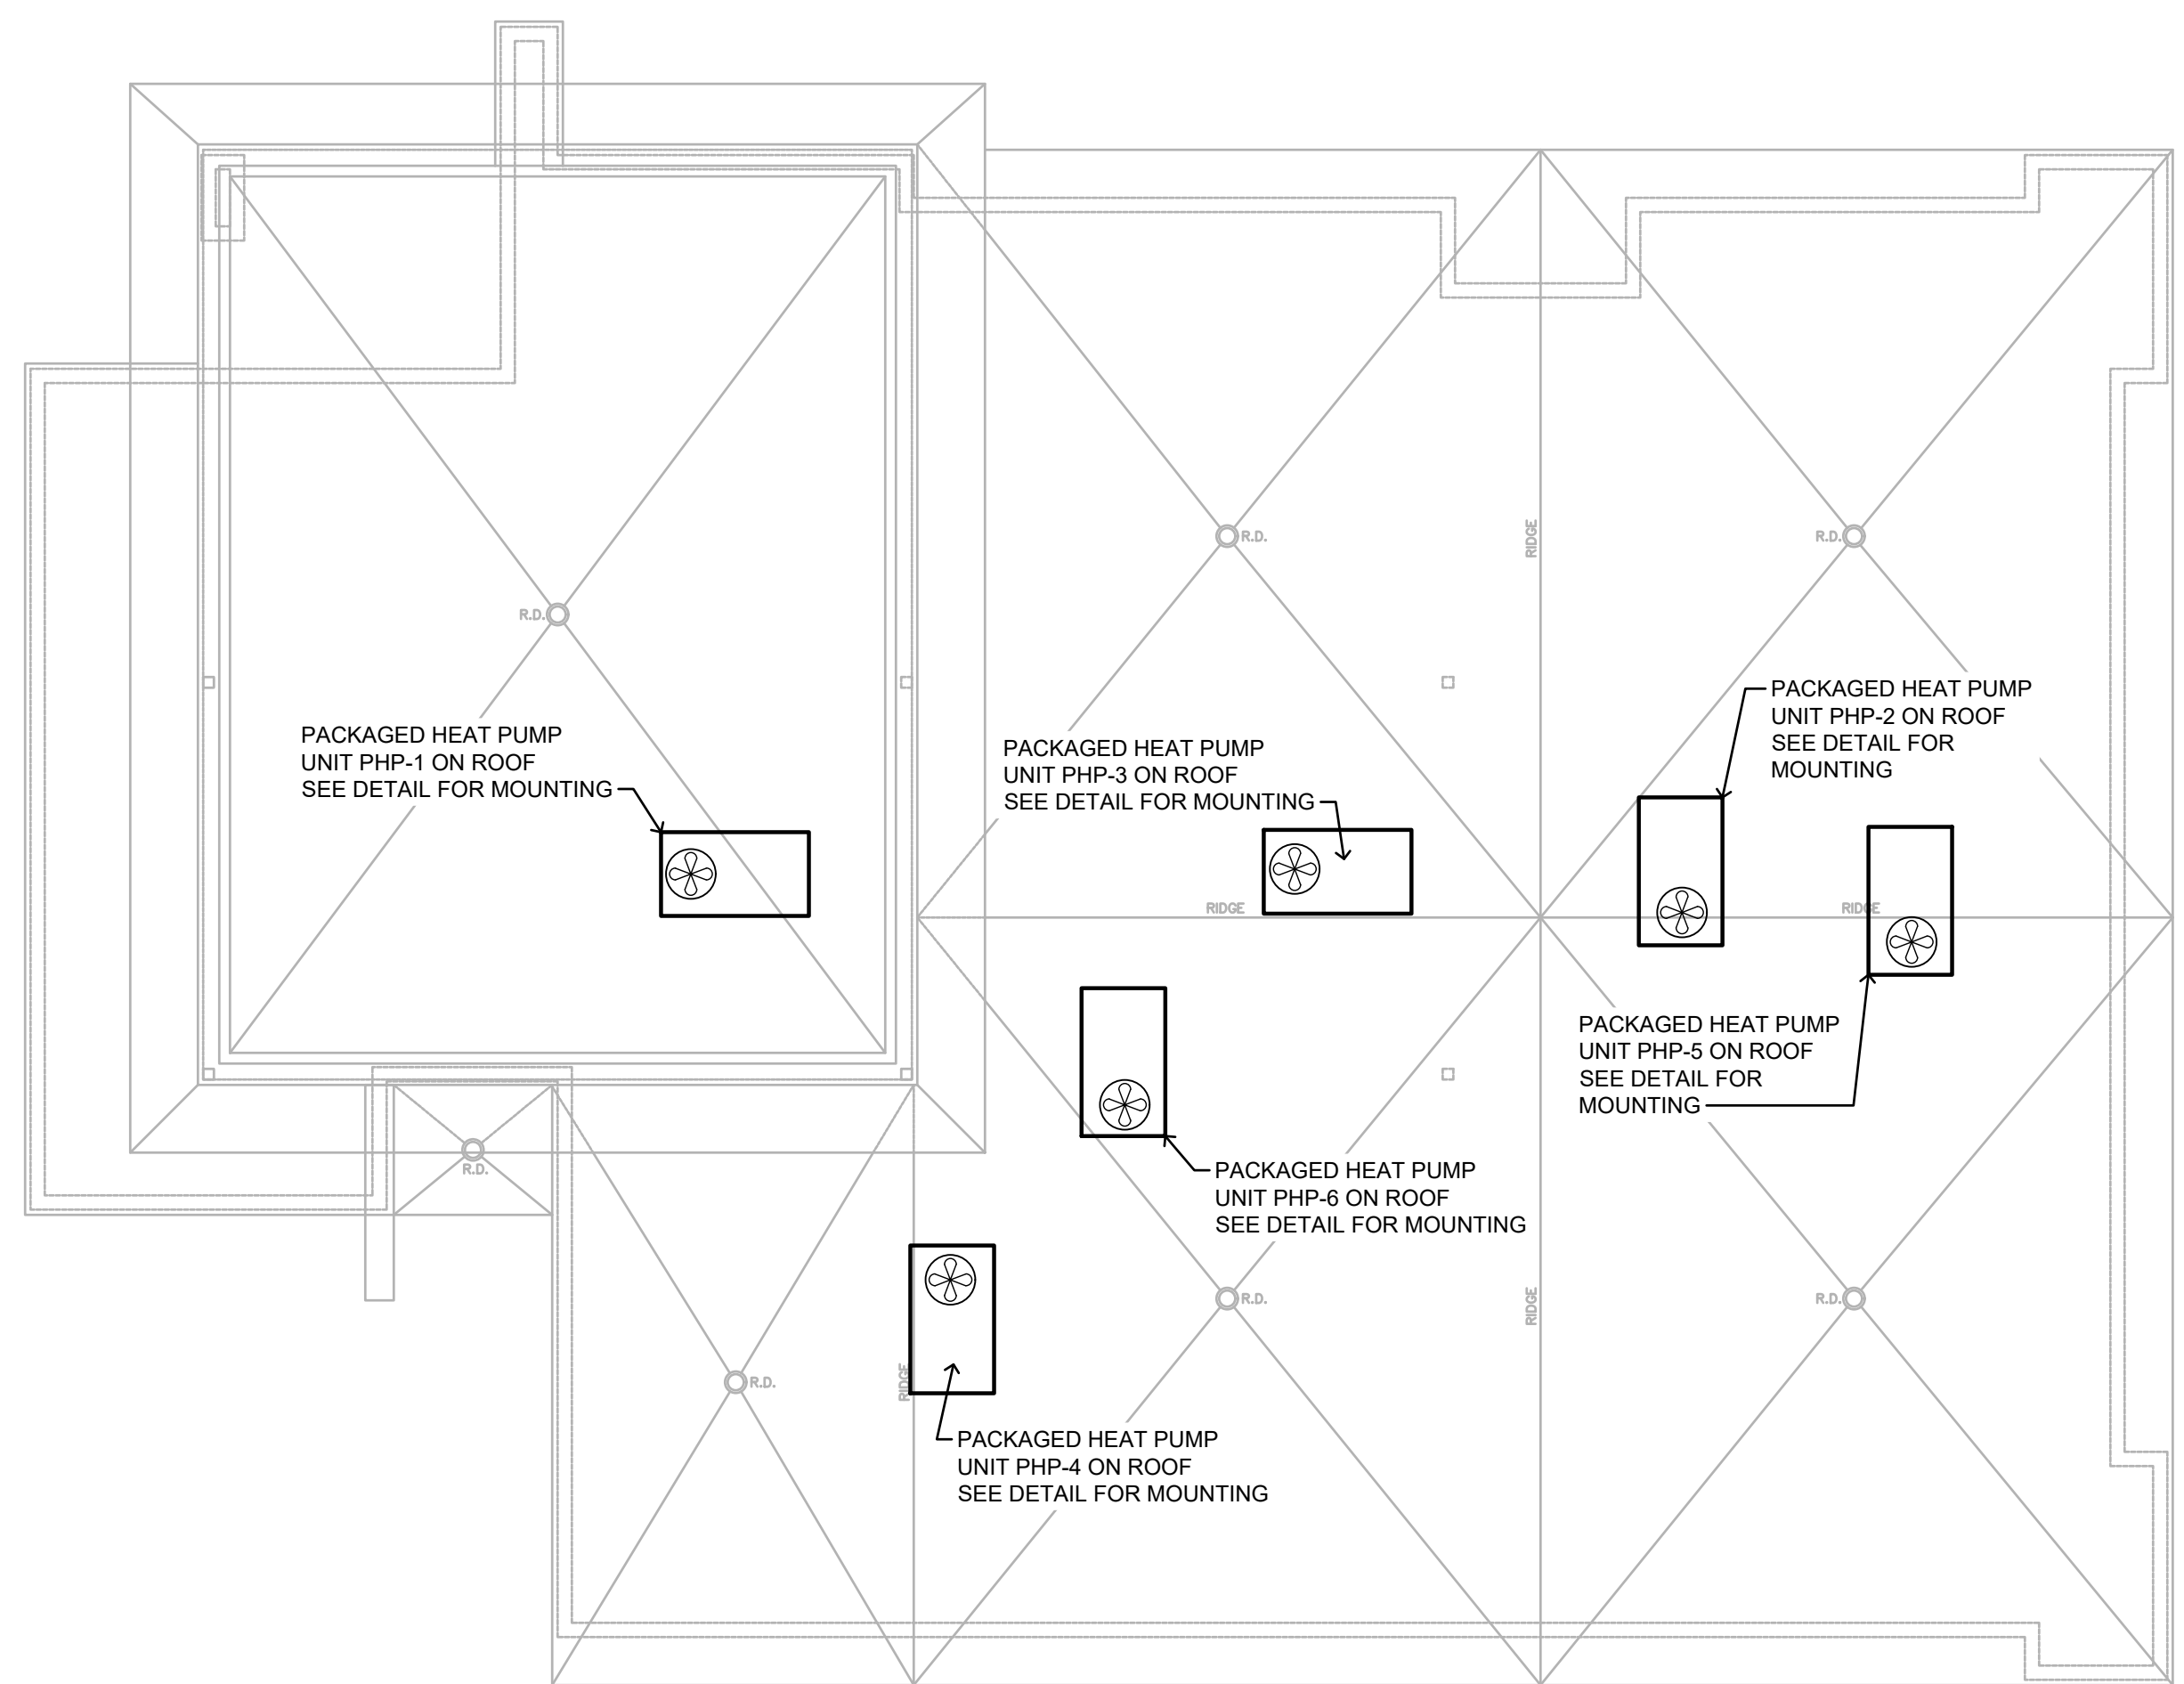 RIDGE
R.D.
R.D.
R.D.
PACKAGED HEAT PUMP
UNIT PHP-2 ON ROOF
SEE DETAIL FOR
MOUNTING
PACKAGED HEAT PUMP
UNIT PHP-1 ON ROOF
SEE DETAIL FOR MOUNTING
PACKAGED HEAT PUMP
UNIT PHP-3 ON ROOF
SEE DETAIL FOR MOUNTING
RIDGE
RIDGE
PACKAGED HEAT PUMP
UNIT PHP-5 ON ROOF
SEE DETAIL FOR
MOUNTING
R.D.
PACKAGED HEAT PUMP
UNIT PHP-6 ON ROOF
SEE DETAIL FOR MOUNTING
R.D.
R.D.
RIDGE
RIDGE
R.D.
PACKAGED HEAT PUMP
UNIT PHP-4 ON ROOF
SEE DETAIL FOR MOUNTING